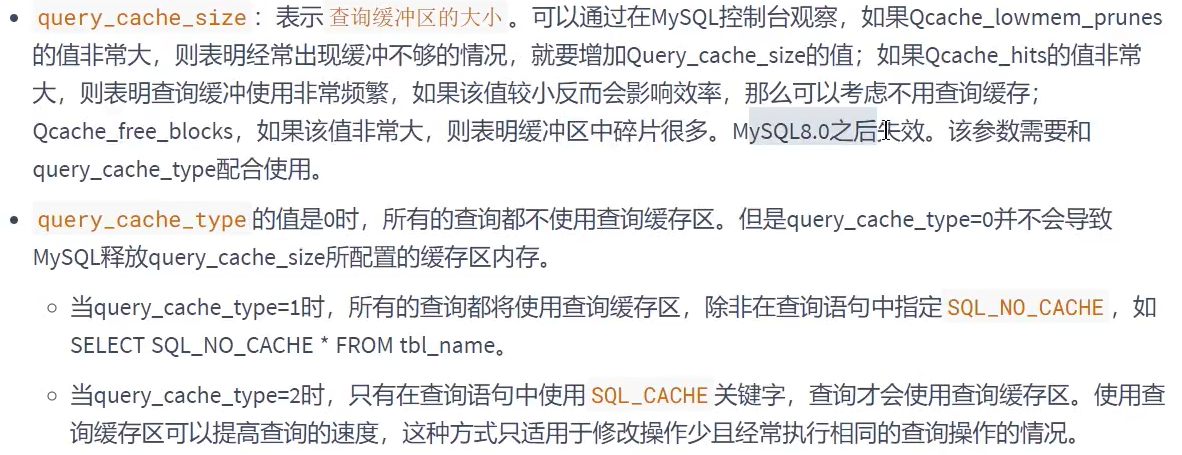 query_cache_size：表示 查询缓冲区的大小 。可以通过在MySQL控制台观察，如果Qcache_lowmem_prunes
的值非常大，则表明经常出现缓冲不够的情况，就要增加Query_cache_size的值；如果Qcache_hits的值非常
大，则表明查询缓冲使用非常频繁，如果该值较小反而会影响效率，那么可以考虑不用查询缓存；
Qcache_free_blocks，如果该值非常大，则表明缓冲区中碎片很多。MySQL8.0之后失效。该参数需要和
query_cache_type配合使用。
query_cache_type的值是0时，所有的查询都不使用查询缓存区。但是query_cache_type=0并不会导致
MySQL释放query_cache_size所配置的缓存区内存。
当query_cache_type=1时，所有的查询都将使用查询缓存区，除非在查询语句中指定 SQL_NO_CACHE ，如
SELECT SQL_NO_CACHE * FROM tbl_name。
当query_cache_type=2时，只有在查询语句中使用 SQL_CACHE 关键字，查询才会使用查询缓存区。使用查
询缓存区可以提高查询的速度，这种方式只适用于修改操作少且经常执行相同的查询操作的情况。